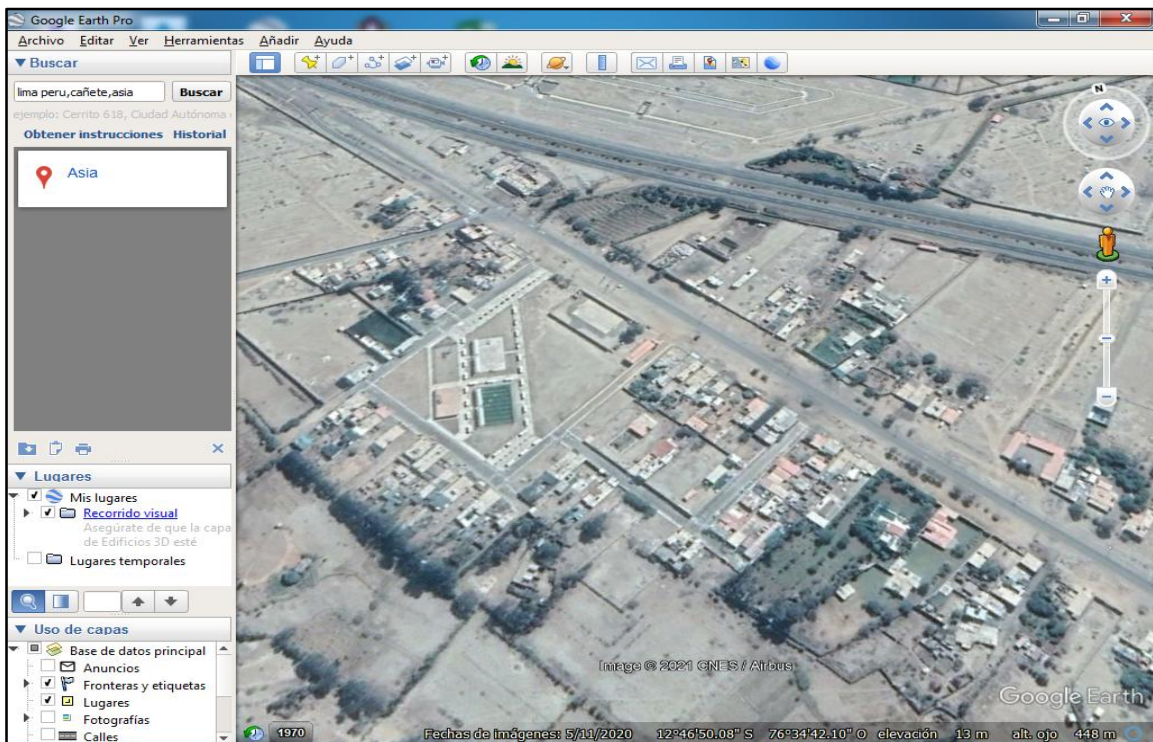 Google Earth Pro
Archivo Editar Ver Herramientas Añadir Ayuda
Buscar
lima peru,cañete,asia Buscar
ejemplo: Cerrito 618, Ciudad Autónoma
Obtener instrucciones Historial
Asia
Lugares
Mis lugares
Recorrido visual
Asegúrate de que la capa
de Edificios 3D esté
Lugares temporales
Uso de capas
Base de datos principal
Anuncios
Fronteras y etiquetas
Lugares
Fotografías
Calles
N
Image © 2021 CNES / Airbus
Google Earth
1970 Fechas de imágenes: 5/11/2020 12°46'50.08" S 76°34'42.10" O elevación 13 m alt. ojo 448 m